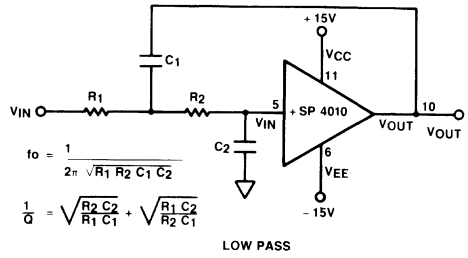 + 15V
C1
VCC
11
R1
R2
VIN
5
+ SP 4010
10
VIN
VOUT
VOUT
C2
6
VEE
- 15V
fo = 1 / 2π √R1 R2 C1 C2
1/Q = √R2 C2 / R1 C1 + √R1 C2 / R2 C1
LOW PASS